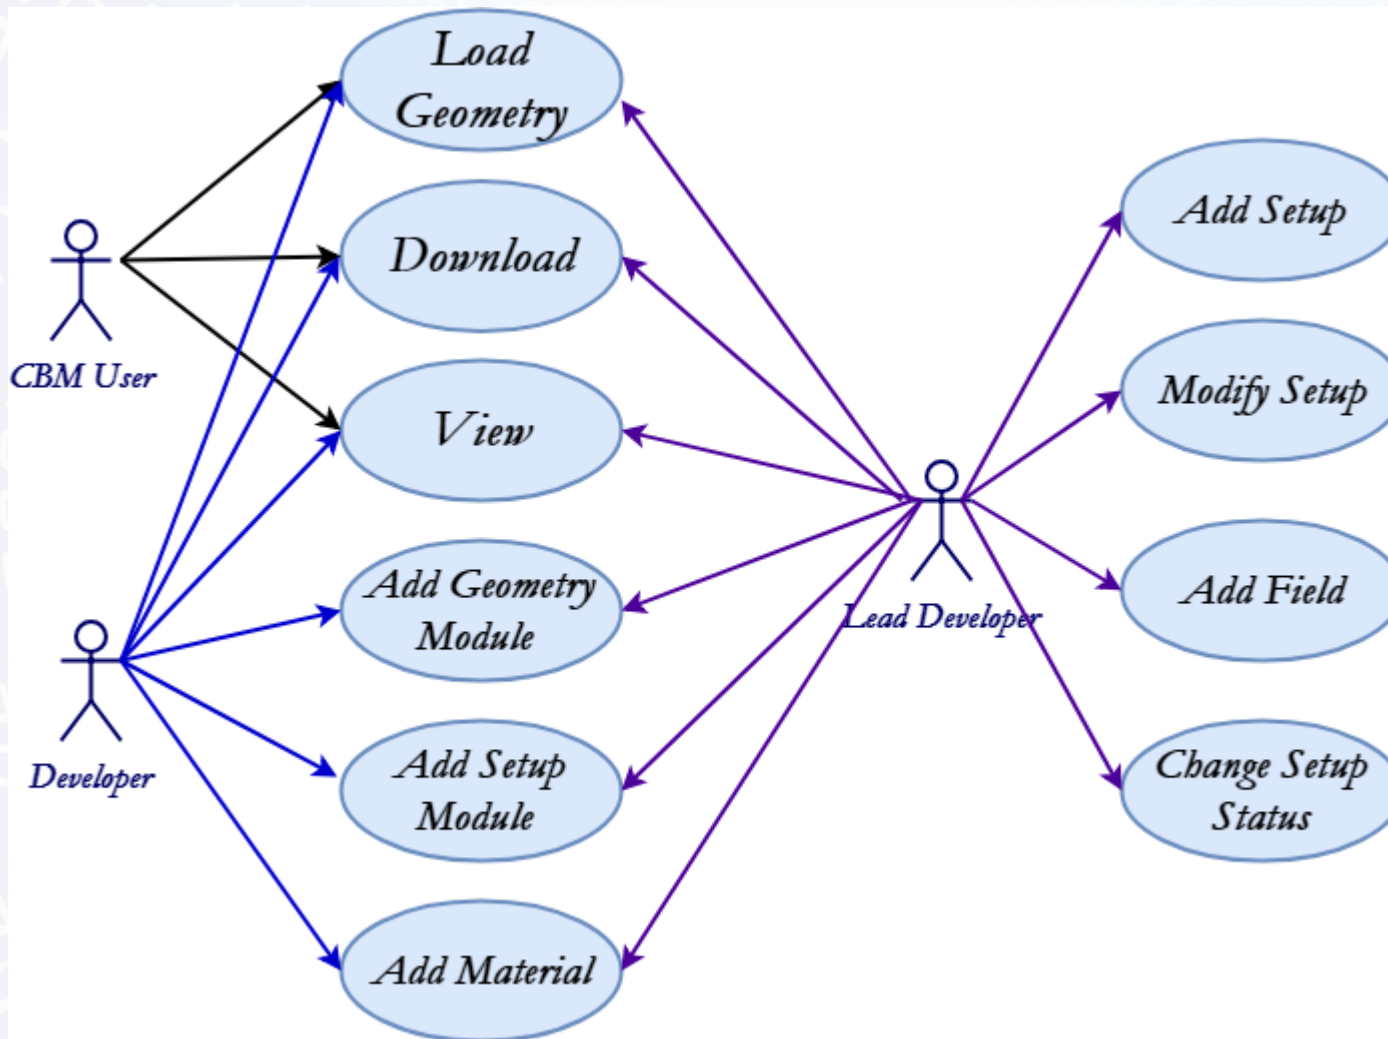 Load
Geometry
Download
View
Add Geometry
Module
Add Setup
Module
Add Material
CBM User
Developer
Lead Developer
Add Setup
Modify Setup
Add Field
Change Setup
Status